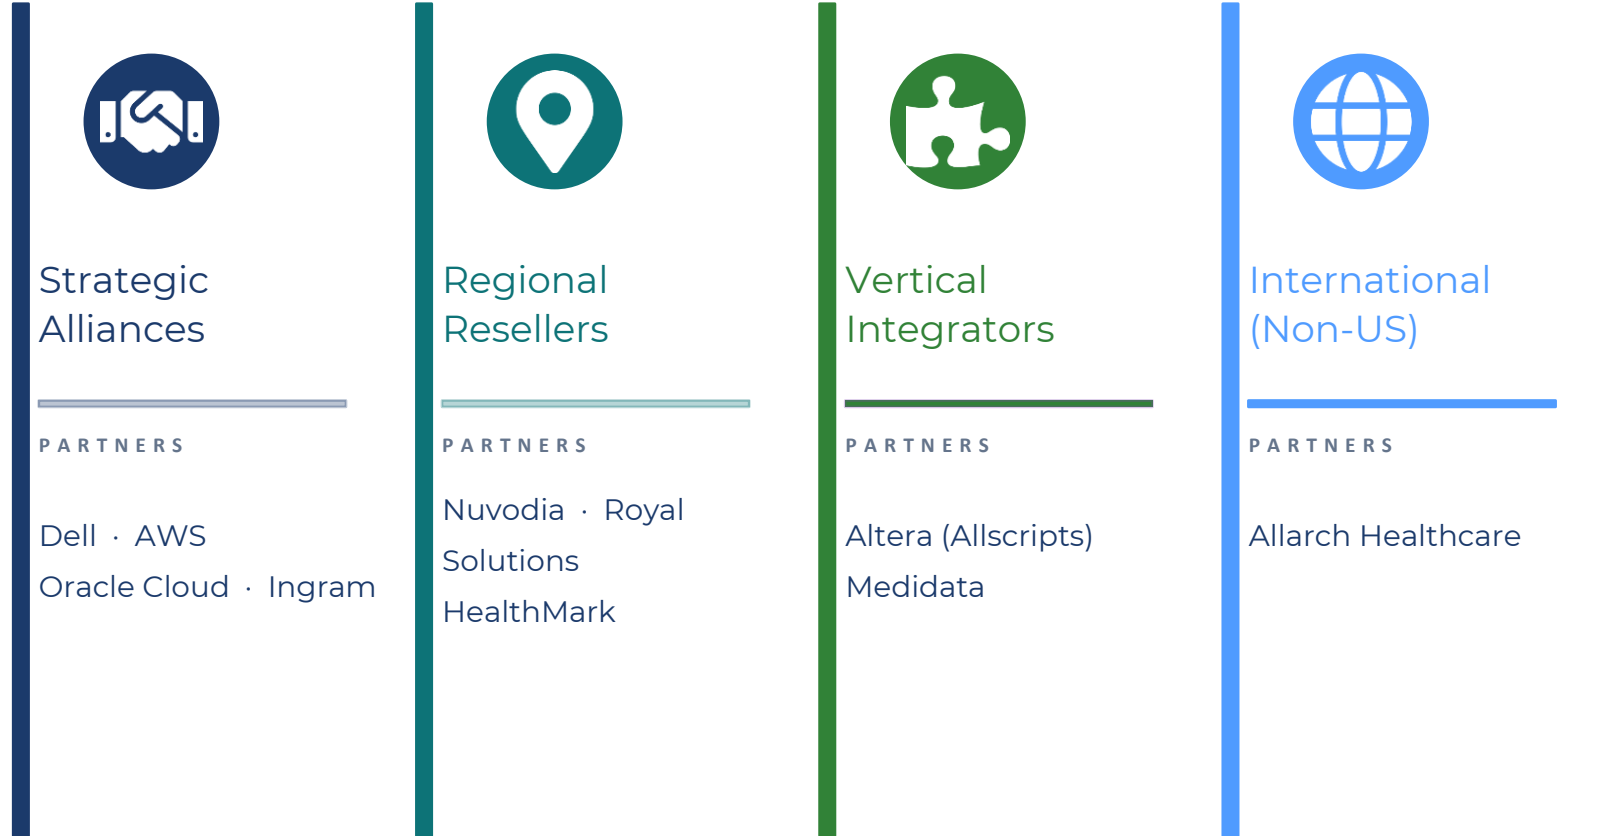 Strategic
Alliances
PARTNERS
Dell · AWS
Oracle Cloud · Ingram
Regional
Resellers
PARTNERS
Nuvodia · Royal
Solutions
HealthMark
Vertical
Integrators
PARTNERS
Altera (Allscripts)
Medidata
International
(Non-US)
PARTNERS
Allarch Healthcare